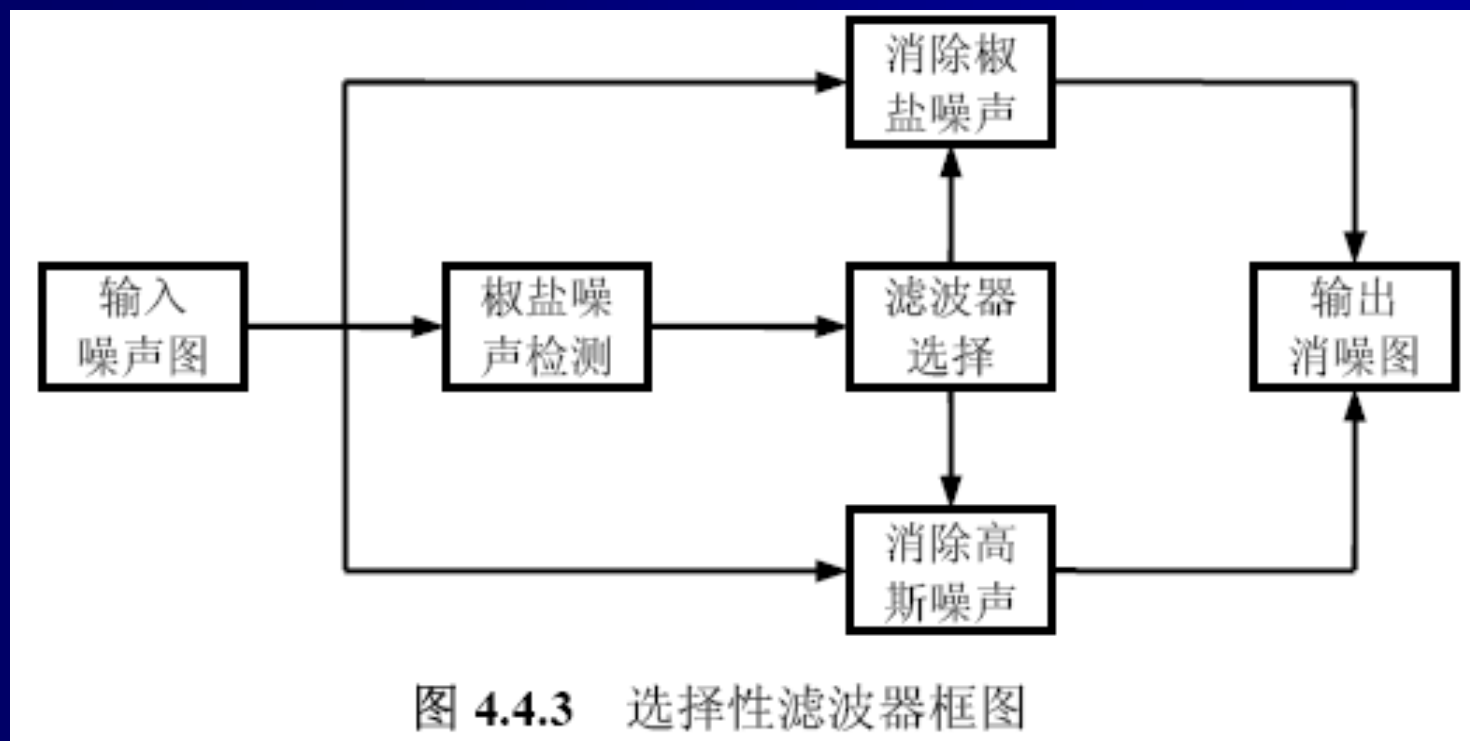 消除椒
盐噪声
输入
噪声图
椒盐噪
声检测
滤波器
选择
输出
消噪图
消除高
斯噪声
图 4.4.3 选择性滤波器框图